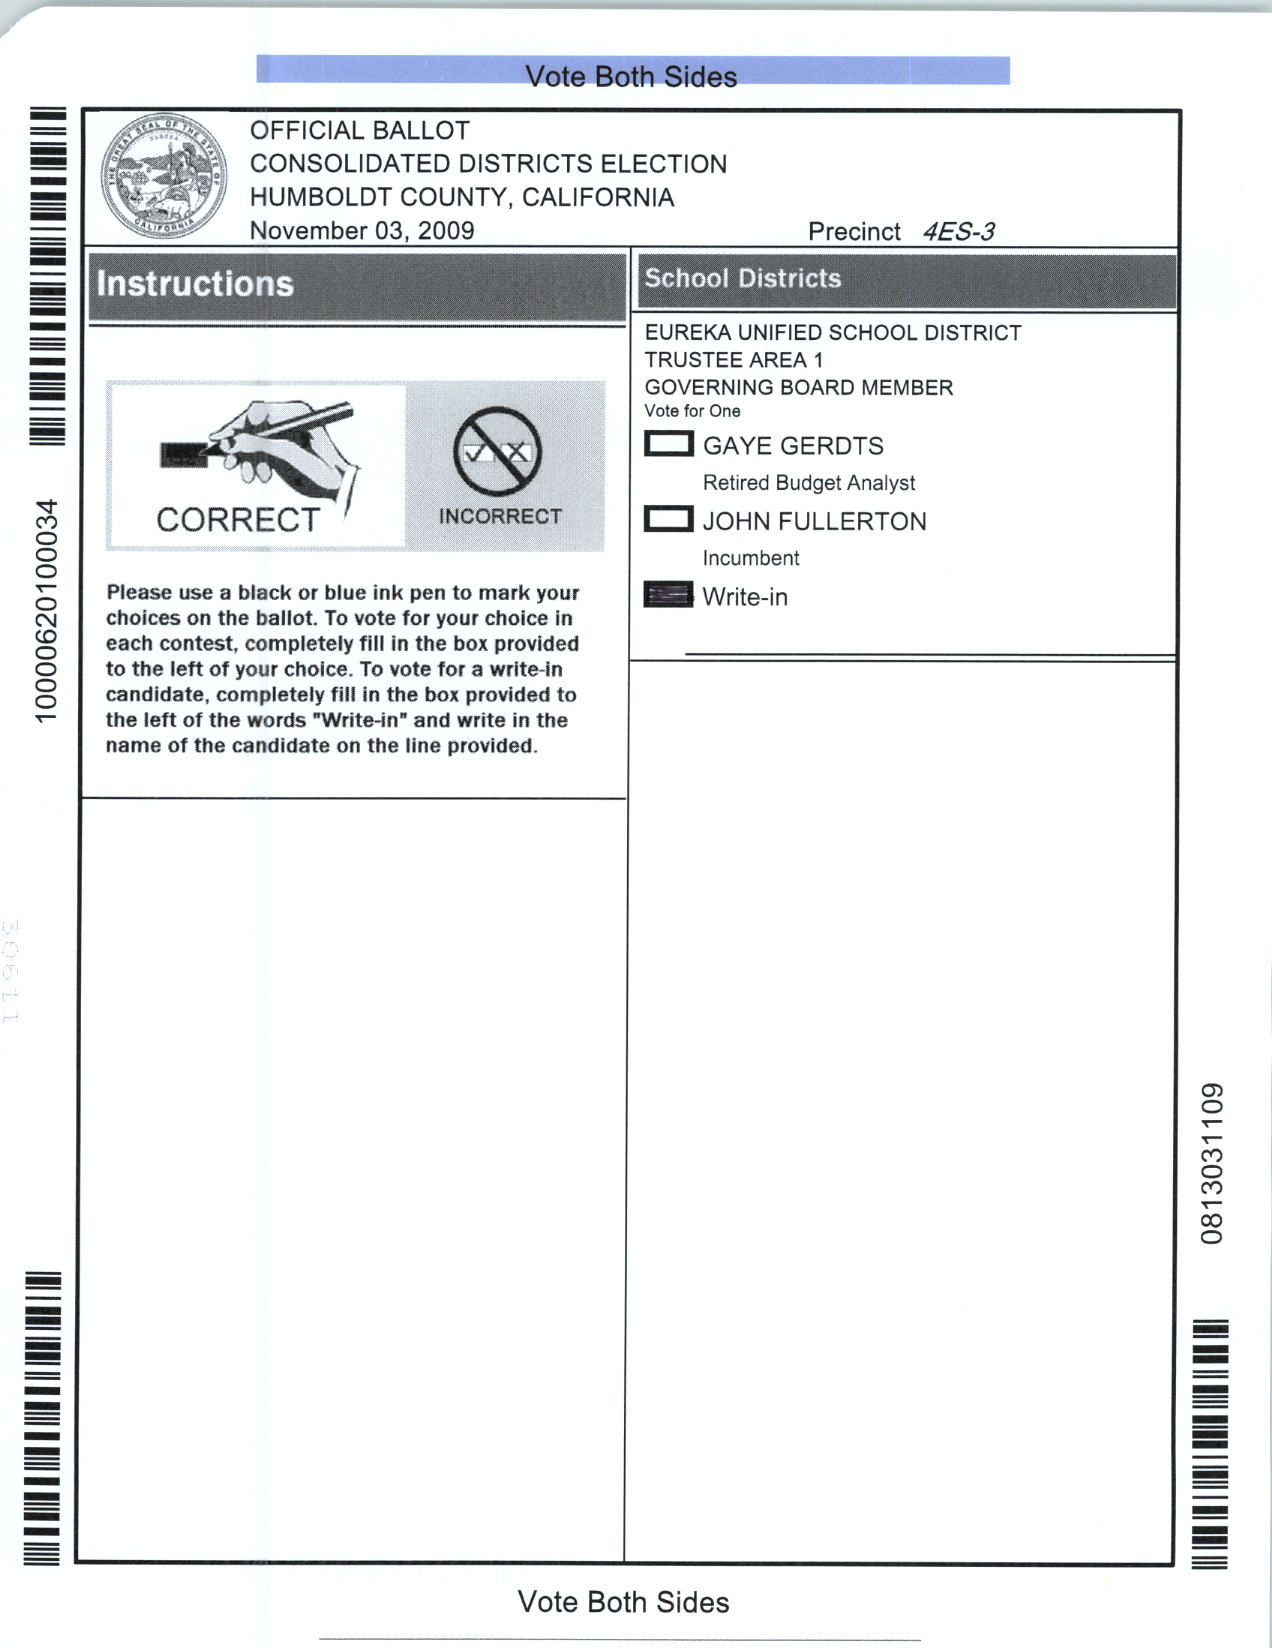 Vote Both Sides
OFFICIAL BALLOT
CONSOLIDATED DISTRICTS ELECTION
HUMBOLDT COUNTY, CALIFORNIA
November 03, 2009
Precinct 4ES-3
THE GREAT SEAL OF THE STATE OF CALIFORNIA
EUREKA
Instructions
CORRECT
INCORRECT
Please use a black or blue ink pen to mark your
choices on the ballot. To vote for your choice in
each contest, completely fill in the box provided
to the left of your choice. To vote for a write-in
candidate, completely fill in the box provided to
the left of the words "Write-in" and write in the
name of the candidate on the line provided.
School Districts
EUREKA UNIFIED SCHOOL DISTRICT
TRUSTEE AREA 1
GOVERNING BOARD MEMBER
Vote for One
GAYE GERDTS
Retired Budget Analyst
JOHN FULLERTON
Incumbent
Write-in
10000620100034
30611
0813031109
Vote Both Sides